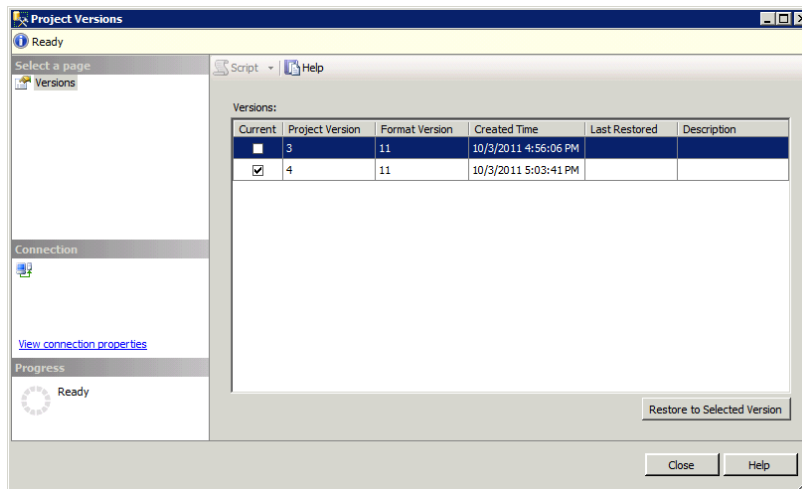 Project Versions
Ready
Select a page
Versions
Script Help
Versions:
Current Project Version Format Version Created Time Last Restored Description
3 11 10/3/2011 4:56:06 PM
4 11 10/3/2011 5:03:41 PM
Connection
View connection properties
Progress
Ready
Restore to Selected Version
Close Help